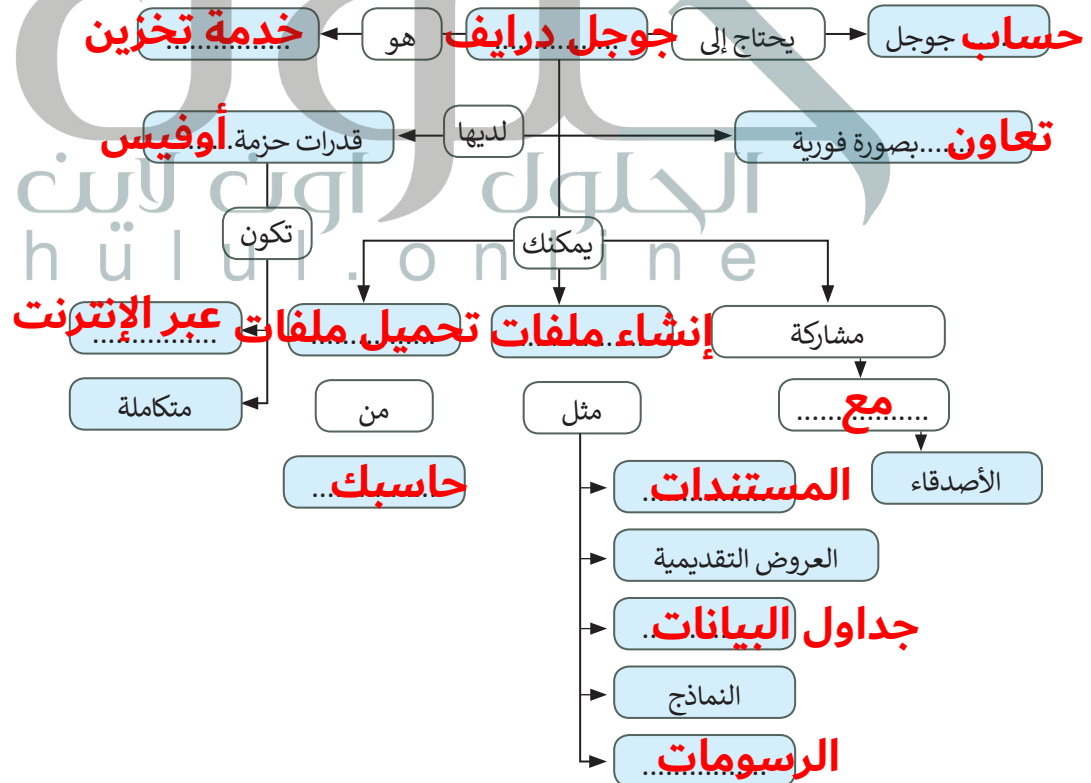 حساب جوجل ...... يحتاج إلى جوجل درايف هو خدمة تخزين
تعاون ......بصورة فورية لديها قدرات حزمة...... أوفيس
الحلول اون لاين
تكون
يمكنك
hülul.online
مشاركة إنشاء ملفات تحميل ملفات عبر الإنترنت
مع مثل من متكاملة
الأصدقاء المستندات حاسبك
العروض التقديمية
جداول البيانات
النماذج
الرسومات